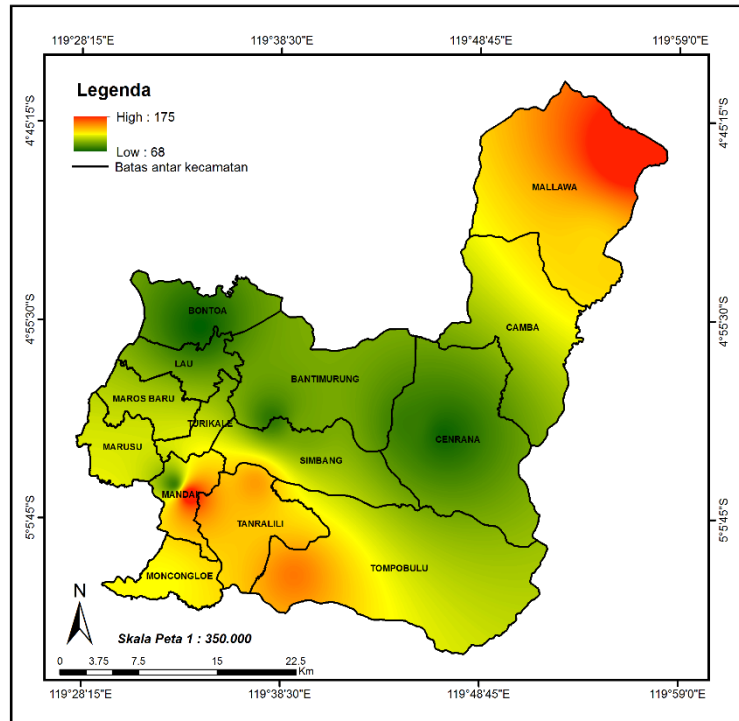 119°28'15"E 119°38'30"E 119°48'45"E 119°59'0"E
4°45'15"S 4°45'15"S
Legenda
High : 175
Low : 68
Batas antar kecamatan
MALLAWA
BONTOA
4°55'30"S 4°55'30"S
CAMBA
LAU
BANTIMURUNG
MAROS BARU
TURIKALE
CENRANA
MARUSU
SIMBANG
MANDAI
5°5'45"S 5°5'45"S
TANRALILI
TOMPOBULU
MONCONGLOE
N
Skala Peta 1 : 350.000
0 3.75 7.5 15 22.5
Km
119°28'15"E 119°38'30"E 119°48'45"E 119°59'0"E